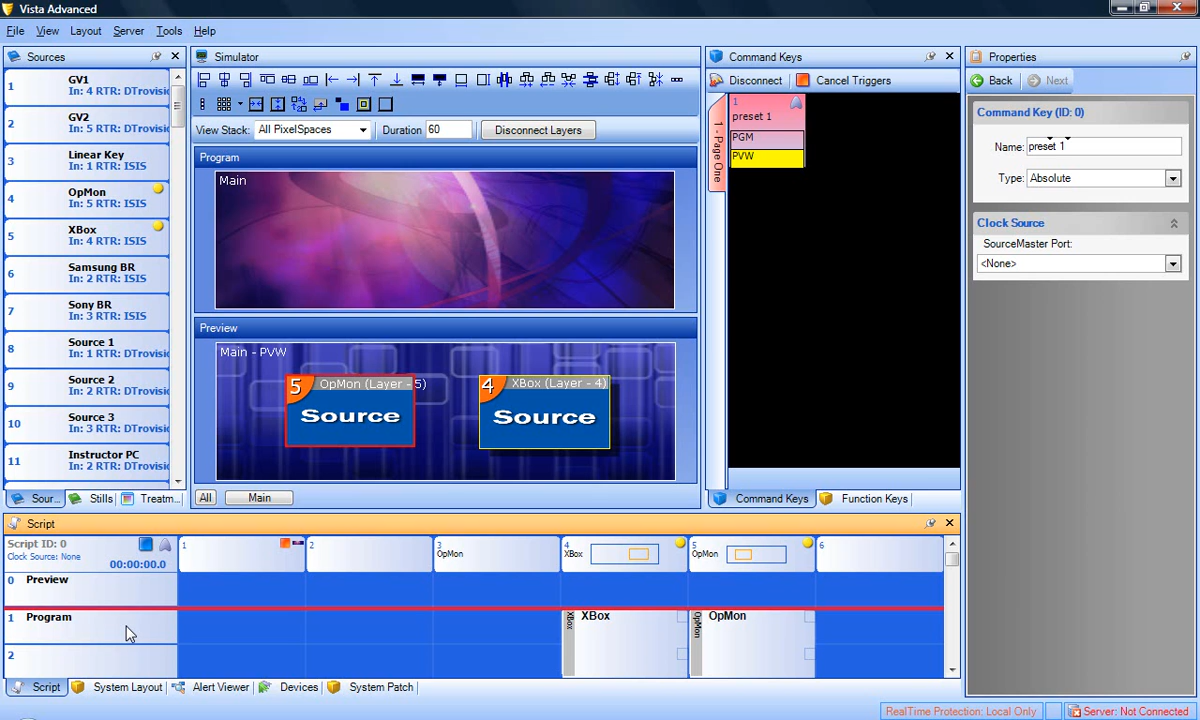 Vista Advanced
File View Layout Server Tools Help
Sources
1 GV1
In: 4 RTR: DTrovisi
2 GV2
In: 5 RTR: DTrovisi
3 Linear Key
In: 1 RTR: ISIS
4 OpMon
In: 5 RTR: ISIS
5 XBox
In: 4 RTR: ISIS
6 Samsung BR
In: 2 RTR: ISIS
7 Sony BR
In: 3 RTR: ISIS
8 Source 1
In: 1 RTR: DTrovisi
9 Source 2
In: 2 RTR: DTrovisi
10 Source 3
In: 3 RTR: DTrovisi
11 Instructor PC
In: 2 RTR: DTrovisi
Sour... Stills Treatm...
Simulator
View Stack: All PixelSpaces Duration 60 Disconnect Layers
Program
Main
Preview
Main - PVW
5 OpMon (Layer - 5)
Source
4 XBox (Layer - 4)
Source
All Main
Command Keys
Disconnect Cancel Triggers
1 - Page One
1
preset 1
PGM
PVW
Command Keys Function Keys
Properties
Back Next
Command Key (ID: 0)
Name: preset 1
Type: Absolute
Clock Source
SourceMaster Port:
<None>
Script
Script ID: 0
Clock Source: None
00:00:00.0
1 2 3 OpMon 4 XBox 5 OpMon 6
0 Preview
1 Program XBox XBox OpMon OpMon
2
Script System Layout Alert Viewer Devices System Patch
RealTime Protection: Local Only Server: Not Connected